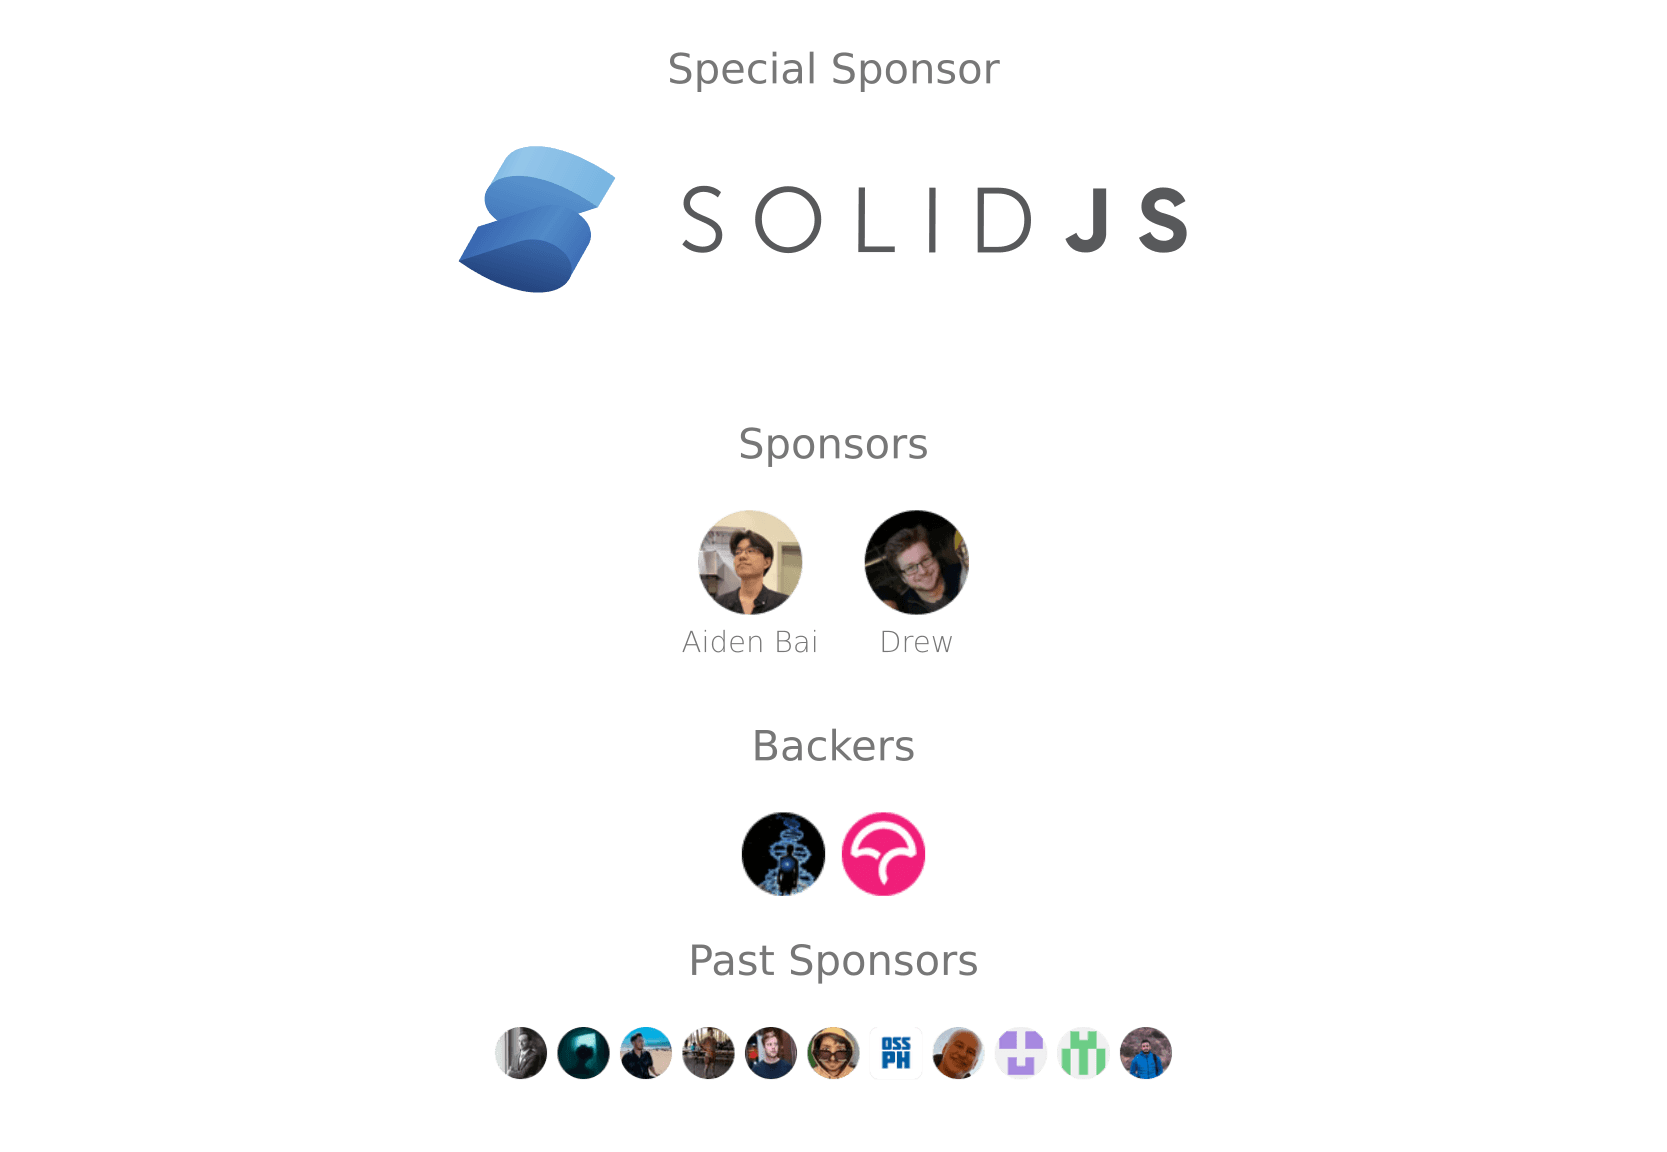 Special Sponsor
SOLIDJS
Sponsors
Aiden Bai
Drew
Backers
Past Sponsors
OSS
PH